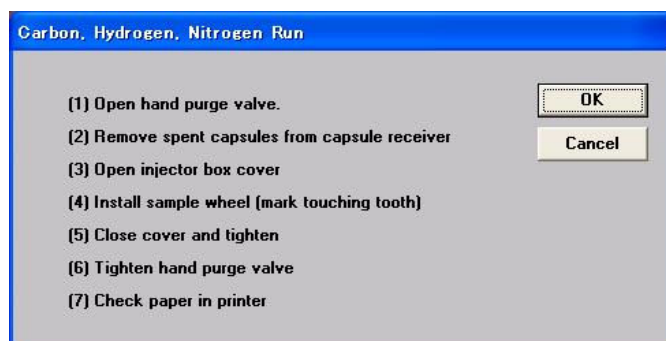 Carbon, Hydrogen, Nitrogen Run
(1) Open hand purge valve.
(2) Remove spent capsules from capsule receiver
(3) Open injector box cover
(4) Install sample wheel (mark touching tooth)
(5) Close cover and tighten
(6) Tighten hand purge valve
(7) Check paper in printer
OK
Cancel